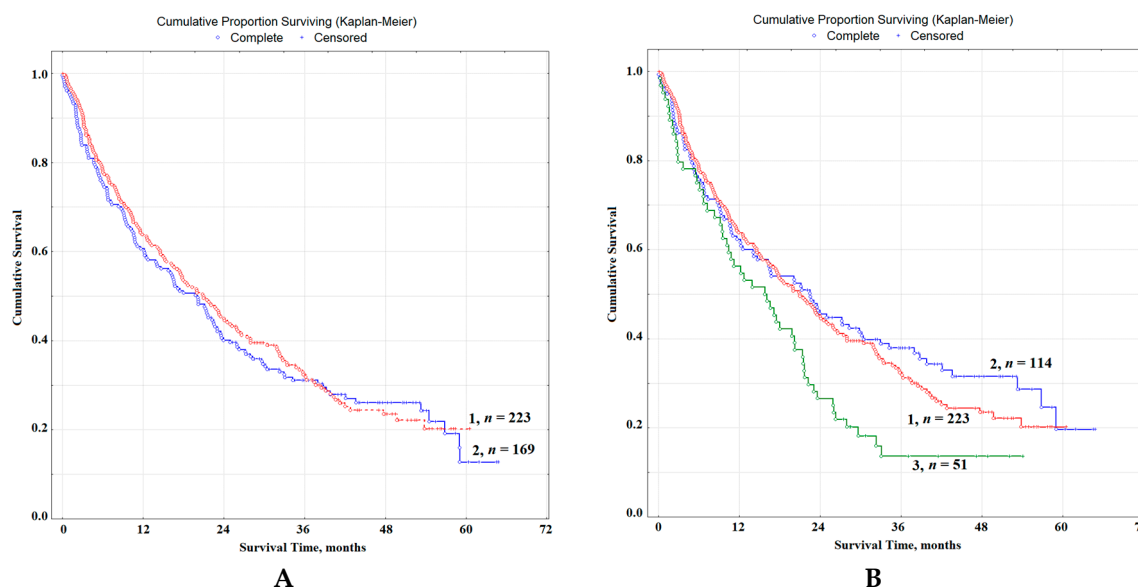 Cumulative Proportion Surviving (Kaplan-Meier)
Complete Censored
1.0
0.8
0.6
0.4
0.2
0.0
Cumulative Survival
1, n = 223
2, n = 169
0 12 24 36 48 60 72
Survival Time, months
A
Cumulative Proportion Surviving (Kaplan-Meier)
Complete Censored
1.0
0.8
0.6
0.4
0.2
0.0
Cumulative Survival
2, n = 114
1, n = 223
3, n = 51
0 12 24 36 48 60 7
Survival Time, months
B